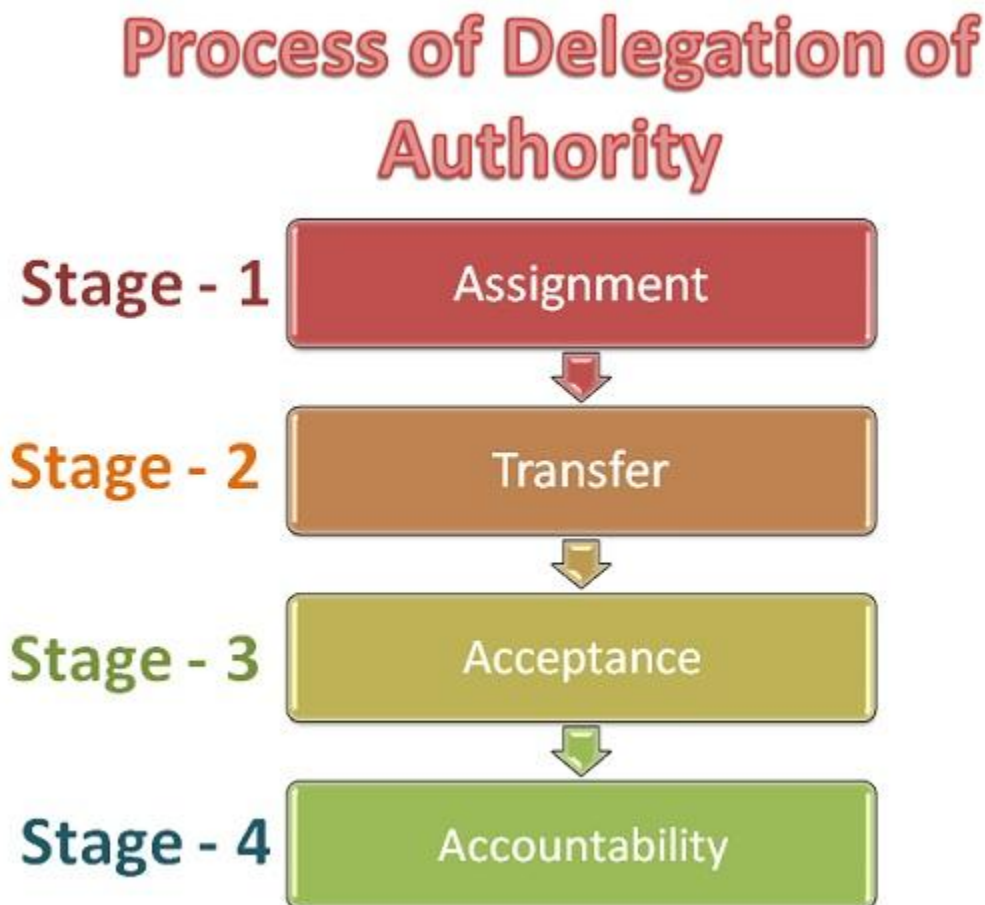 Process of Delegation of
Authority
Stage - 1
Assignment
Stage - 2
Transfer
Stage - 3
Acceptance
Stage - 4
Accountability